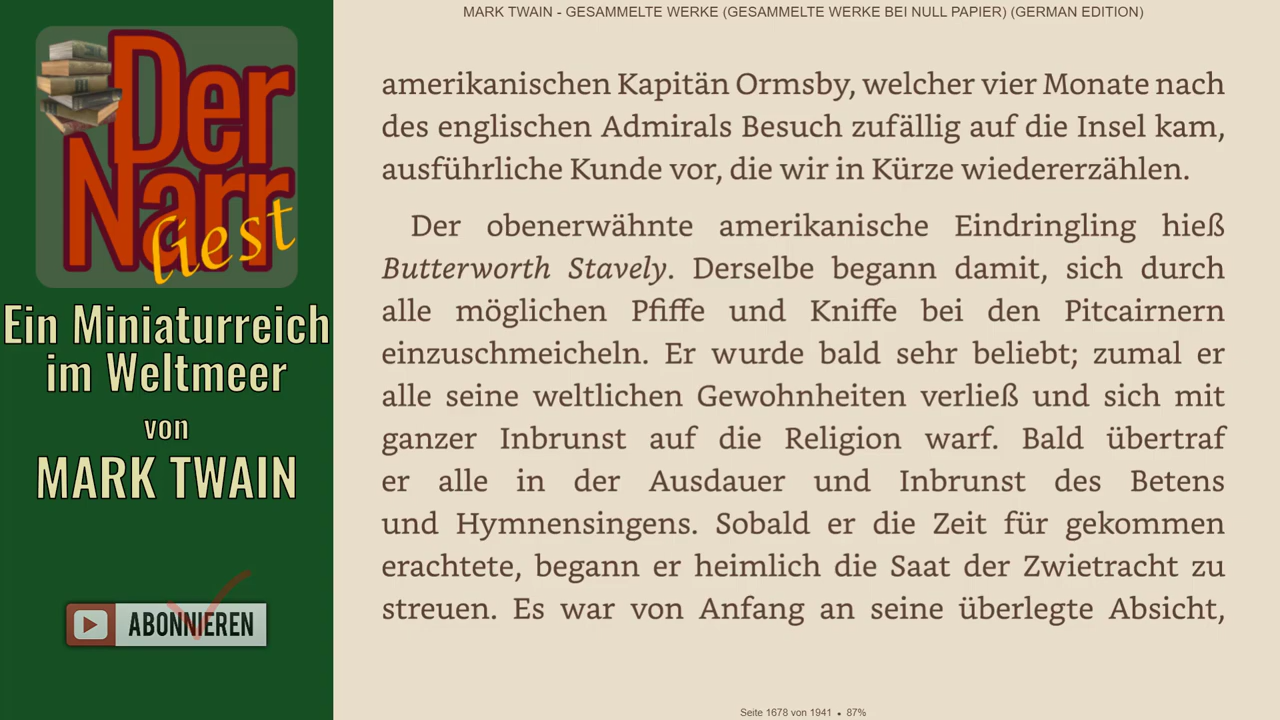 Der
Narr
liest
Ein Miniaturreich
im Weltmeer
von
MARK TWAIN
ABONNIEREN
MARK TWAIN - GESAMMELTE WERKE (GESAMMELTE WERKE BEI NULL PAPIER) (GERMAN EDITION)
amerikanischen Kapitän Ormsby, welcher vier Monate nach
des englischen Admirals Besuch zufällig auf die Insel kam,
ausführliche Kunde vor, die wir in Kürze wiedererzählen.
Der obenerwähnte amerikanische Eindringling hieß
Butterworth Stavely. Derselbe begann damit, sich durch
alle möglichen Pfiffe und Kniffe bei den Pitcairnern
einzuschmeicheln. Er wurde bald sehr beliebt; zumal er
alle seine weltlichen Gewohnheiten verließ und sich mit
ganzer Inbrunst auf die Religion warf. Bald übertraf
er alle in der Ausdauer und Inbrunst des Betens
und Hymnensingens. Sobald er die Zeit für gekommen
erachtete, begann er heimlich die Saat der Zwietracht zu
streuen. Es war von Anfang an seine überlegte Absicht,
Seite 1678 von 1941 • 87%